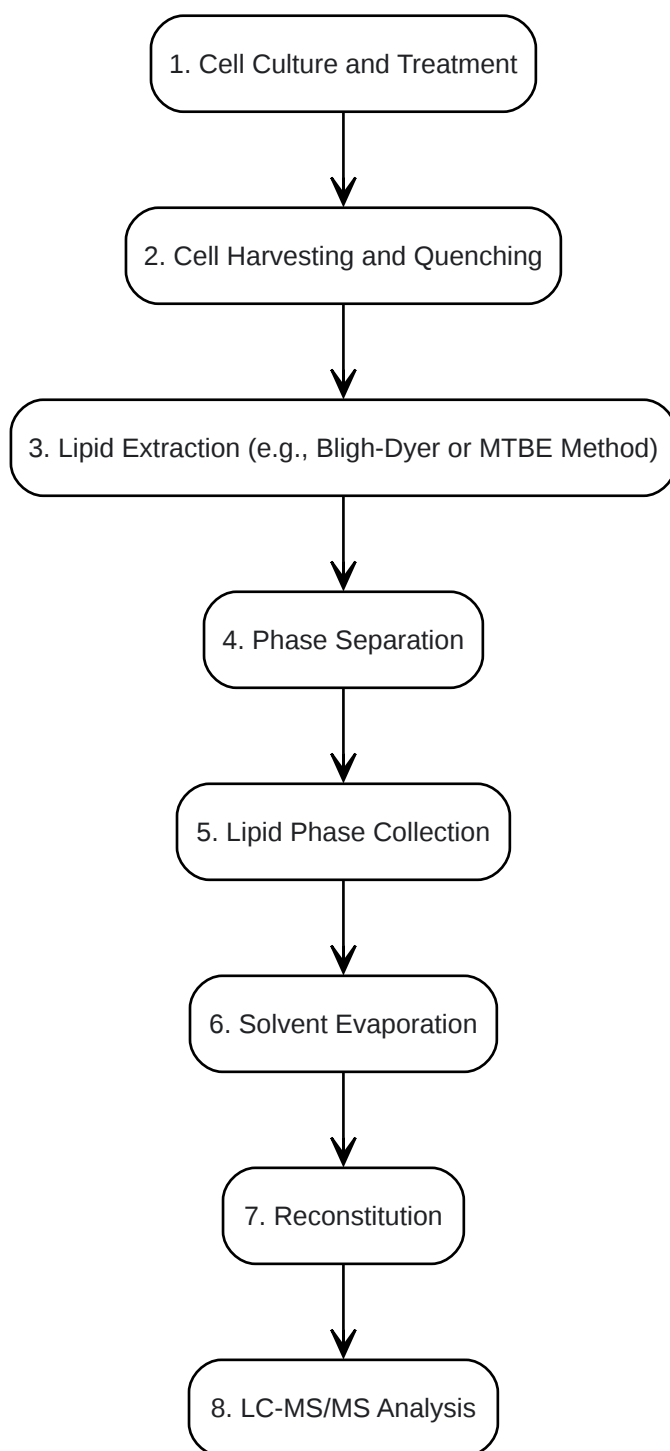 1. Cell Culture and Treatment
2. Cell Harvesting and Quenching
3. Lipid Extraction (e.g., Bligh-Dyer or MTBE Method)
4. Phase Separation
5. Lipid Phase Collection
6. Solvent Evaporation
7. Reconstitution
8. LC-MS/MS Analysis